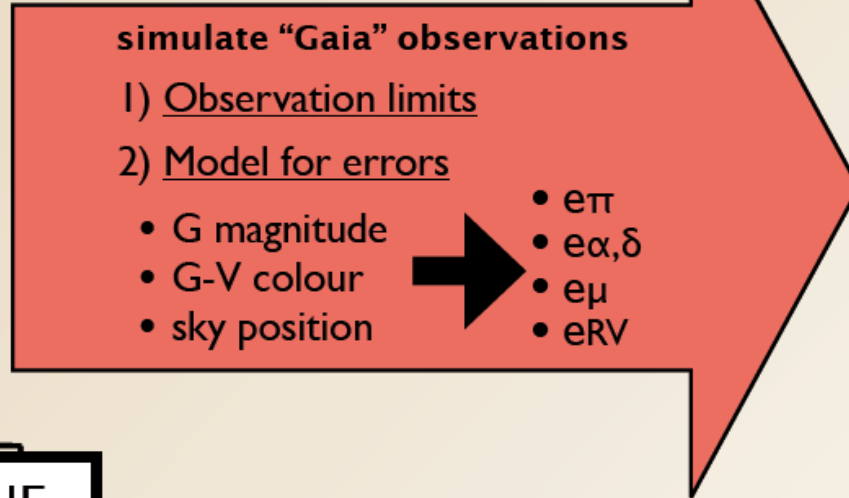 simulate “Gaia” observations
1) Observation limits
2) Model for errors
• G magnitude
• G-V colour
• sky position
• eπ
• eα,δ
• eμ
• eRV